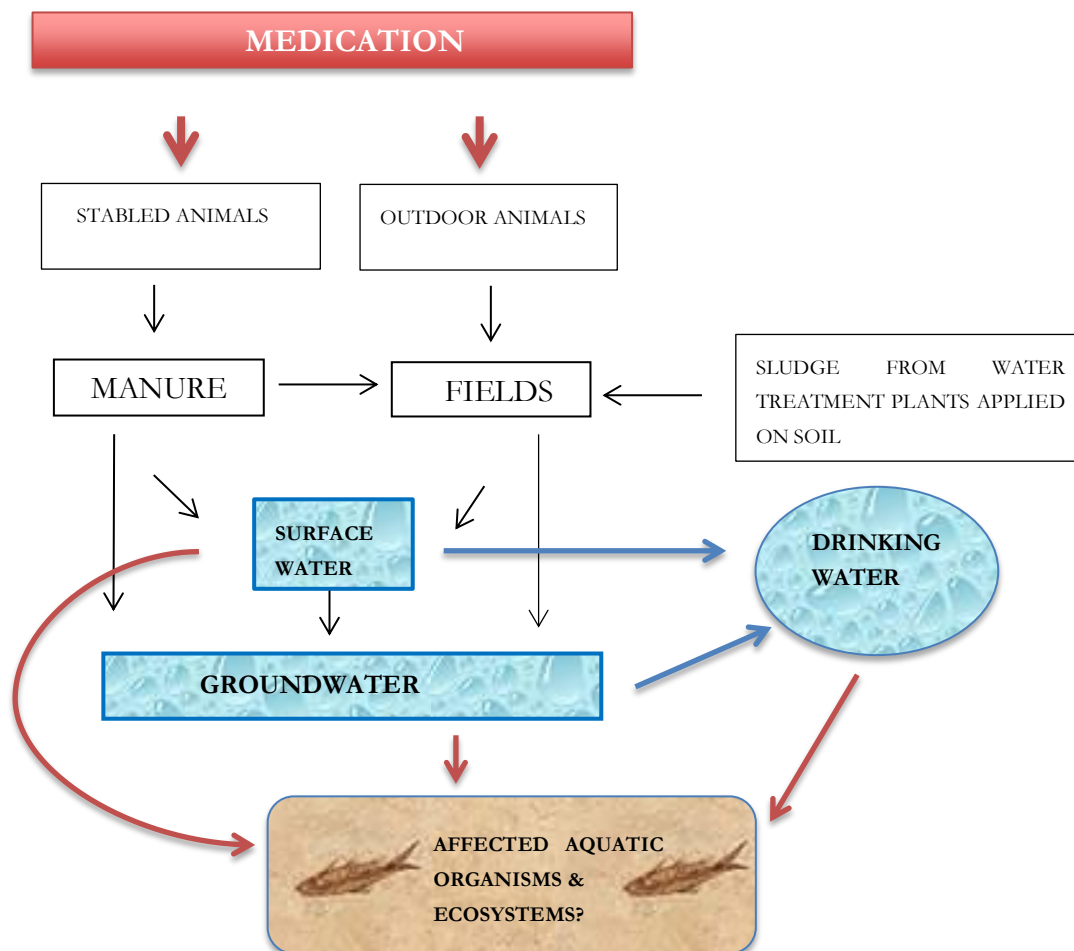 MEDICATION
STABLED ANIMALS
OUTDOOR ANIMALS
MANURE
FIELDS
SLUDGE FROM WATER
TREATMENT PLANTS APPLIED
ON SOIL
SURFACE
WATER
DRINKING
WATER
GROUNDWATER
AFFECTED AQUATIC
ORGANISMS &
ECOSYSTEMS?